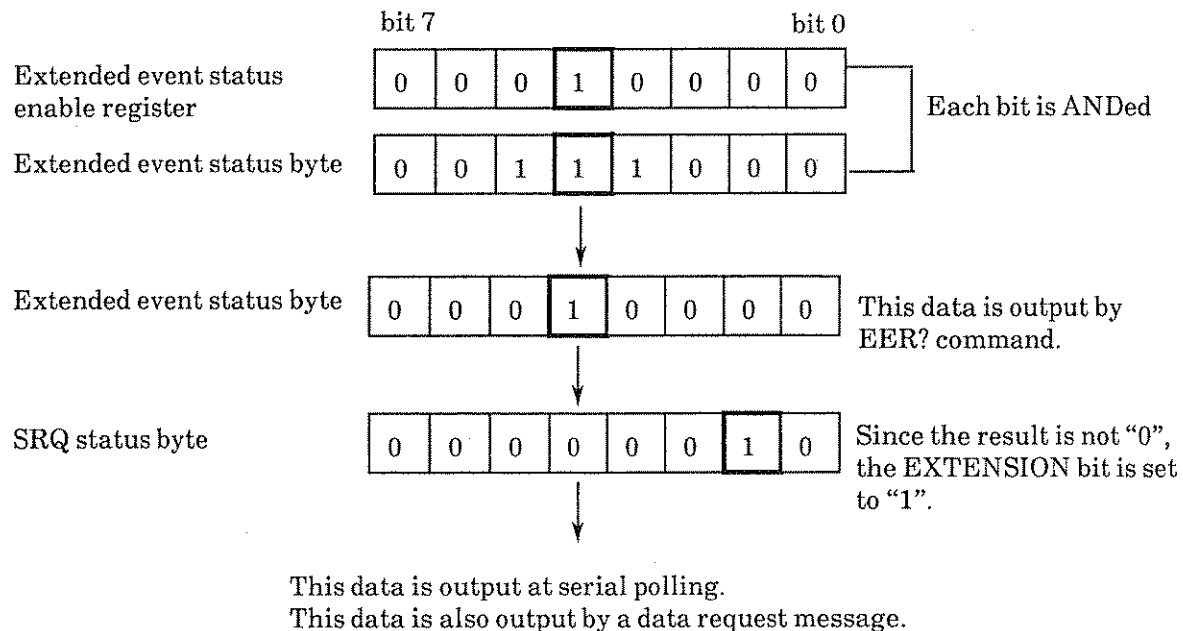 bit 7 bit 0
Extended event status
enable register
0 0 0 1 0 0 0 0
Each bit is ANDed
Extended event status byte
0 0 1 1 1 0 0 0
Extended event status byte
0 0 0 1 0 0 0 0
This data is output by
EER? command.
SRQ status byte
0 0 0 0 0 0 1 0
Since the result is not “0”,
the EXTENSION bit is set
to “1”.
This data is output at serial polling.
This data is also output by a data request message.